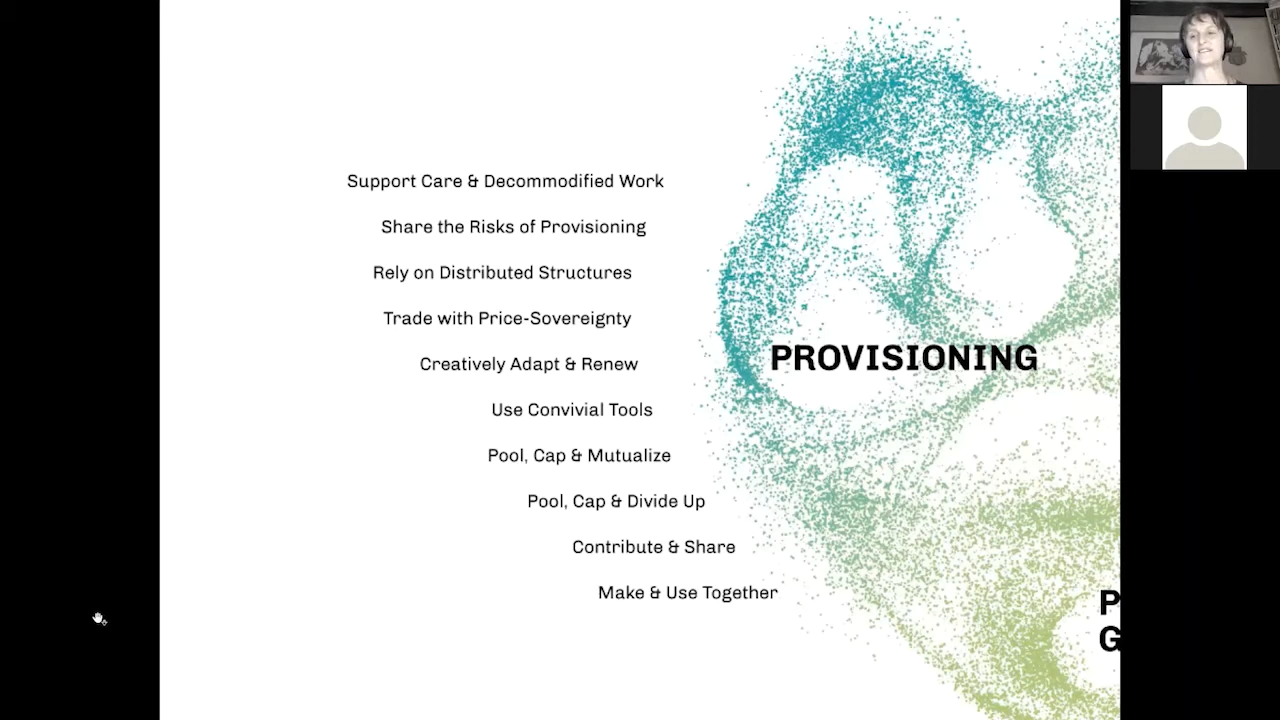 Support Care & Decommodified Work
Share the Risks of Provisioning
Rely on Distributed Structures
Trade with Price-Sovereignty
Creatively Adapt & Renew
Use Convivial Tools
Pool, Cap & Mutualize
Pool, Cap & Divide Up
Contribute & Share
Make & Use Together
PROVISIONING
P
G